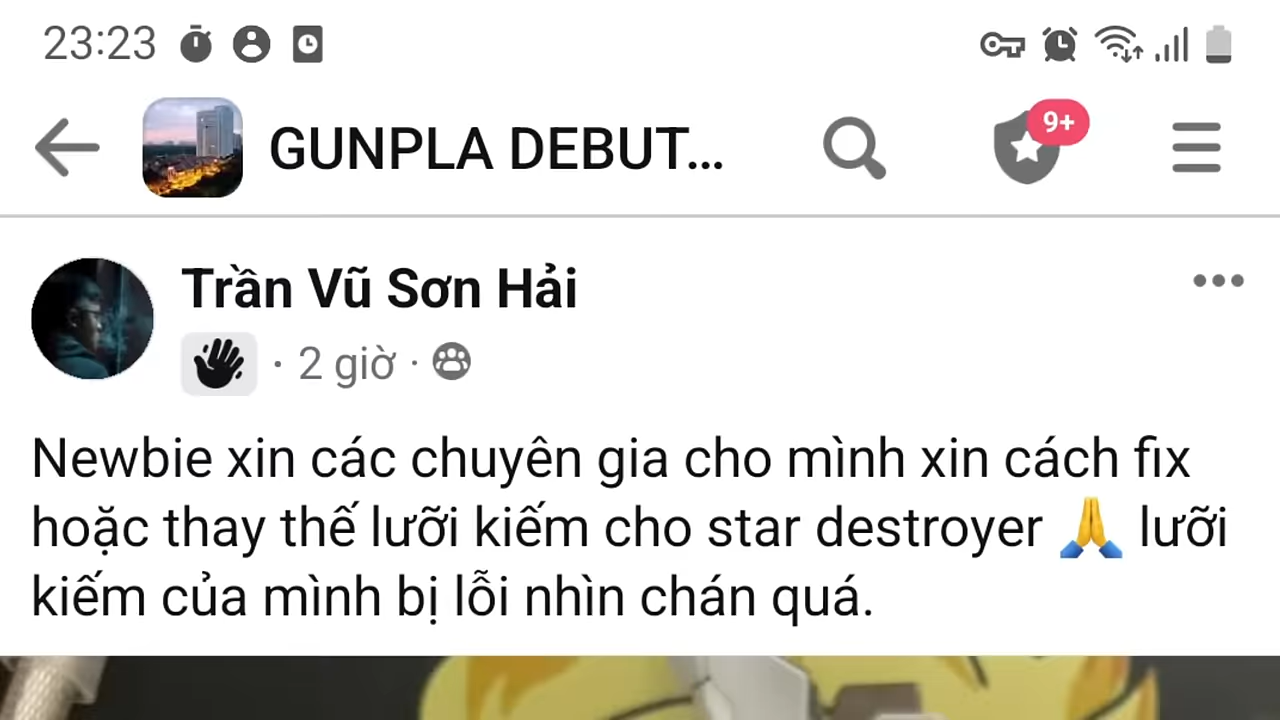 23:23
GUNPLA DEBUT...
9+
Trần Vũ Sơn Hải
· 2 giờ ·
Newbie xin các chuyên gia cho mình xin cách fix
hoặc thay thế lưỡi kiếm cho star destroyer 🙏 lưỡi
kiếm của mình bị lỗi nhìn chán quá.